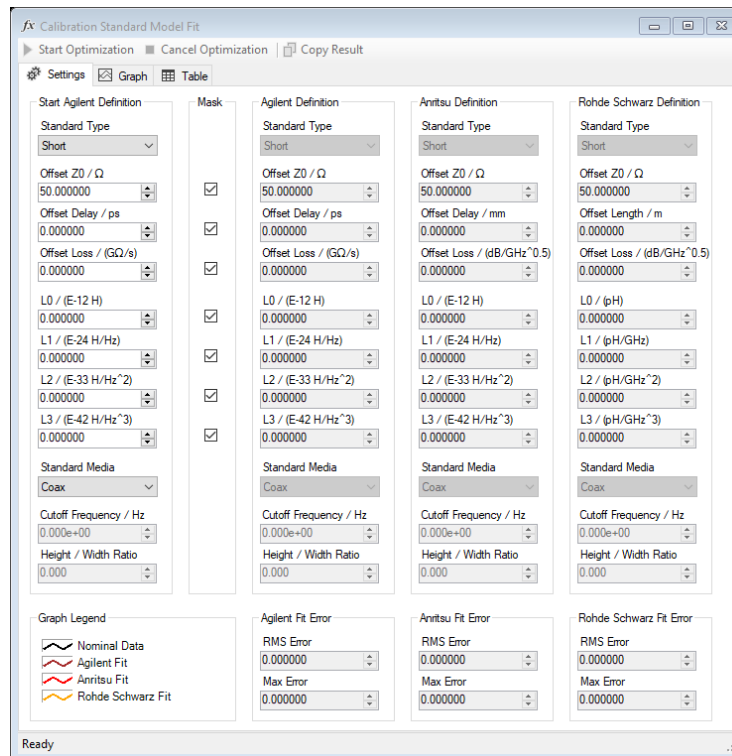 fx Calibration Standard Model Fit
Start Optimization Cancel Optimization Copy Result
Settings Graph Table
Start Agilent Definition
Standard Type
Short
Offset Z0 / Ω
50.000000
Offset Delay / ps
0.000000
Offset Loss / (GΩ/s)
0.000000
L0 / (E-12 H)
0.000000
L1 / (E-24 H/Hz)
0.000000
L2 / (E-33 H/Hz^2)
0.000000
L3 / (E-42 H/Hz^3)
0.000000
Standard Media
Coax
Cutoff Frequency / Hz
0.000e+00
Height / Width Ratio
0.000
Mask
Agilent Definition
Standard Type
Short
Offset Z0 / Ω
50.000000
Offset Delay / ps
0.000000
Offset Loss / (GΩ/s)
0.000000
L0 / (E-12 H)
0.000000
L1 / (E-24 H/Hz)
0.000000
L2 / (E-33 H/Hz^2)
0.000000
L3 / (E-42 H/Hz^3)
0.000000
Standard Media
Coax
Cutoff Frequency / Hz
0.000e+00
Height / Width Ratio
0.000
Anritsu Definition
Standard Type
Short
Offset Z0 / Ω
50.000000
Offset Delay / mm
0.000000
Offset Loss / (dB/GHz^0.5)
0.000000
L0 / (E-12 H)
0.000000
L1 / (E-24 H/Hz)
0.000000
L2 / (E-33 H/Hz^2)
0.000000
L3 / (E-42 H/Hz^3)
0.000000
Standard Media
Coax
Cutoff Frequency / Hz
0.000e+00
Height / Width Ratio
0.000
Rohde Schwarz Definition
Standard Type
Short
Offset Z0 / Ω
50.000000
Offset Length / m
0.000000
Offset Loss / (dB/GHz^0.5)
0.000000
L0 / (pH)
0.000000
L1 / (pH/GHz)
0.000000
L2 / (pH/GHz^2)
0.000000
L3 / (pH/GHz^3)
0.000000
Standard Media
Coax
Cutoff Frequency / Hz
0.000e+00
Height / Width Ratio
0.000
Graph Legend
Nominal Data
Agilent Fit
Anritsu Fit
Rohde Schwarz Fit
Agilent Fit Error
RMS Error
0.000000
Max Error
0.000000
Anritsu Fit Error
RMS Error
0.000000
Max Error
0.000000
Rohde Schwarz Fit Error
RMS Error
0.000000
Max Error
0.000000
Ready